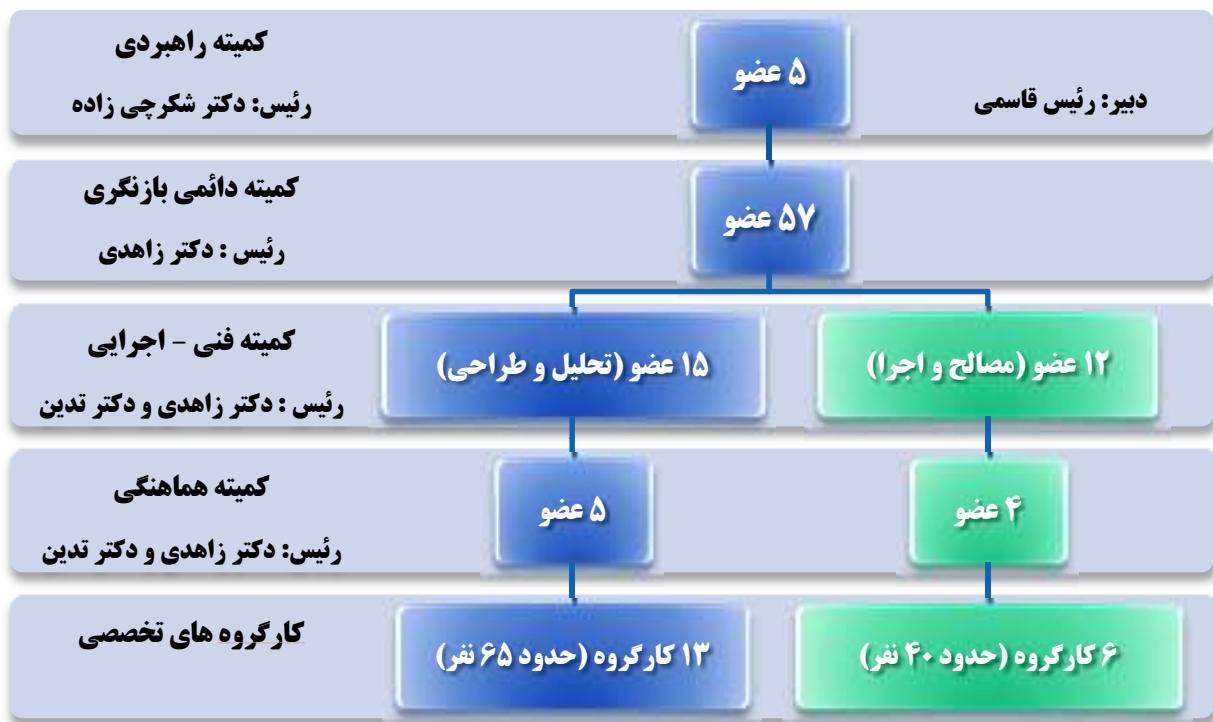 کمیته راهبردی
رئیس: دکتر شکرچی زاده
۵ عضو
دبیر: رئیس قاسمی
کمیته دائمی بازنگری
رئیس : دکتر زاهدی
۵۷ عضو
کمیته فنی - اجرایی
رئیس : دکتر زاهدی و دکتر تدین
۱۵ عضو (تحلیل و طراحی)
۱۲ عضو (مصالح و اجرا)
کمیته هماهنگی
رئیس: دکتر زاهدی و دکتر تدین
۵ عضو
۴ عضو
کارگروه های تخصصی
۱۳ کارگروه (حدود ۶۵ نفر)
۶ کارگروه (حدود ۴۰ نفر)